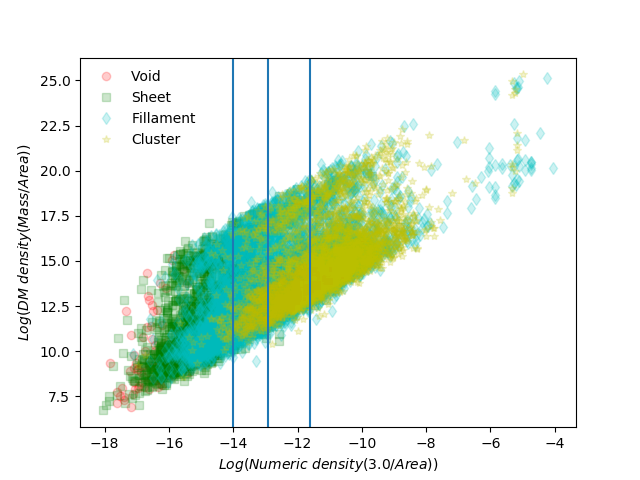 Void
Sheet
Fillament
Cluster
25.0
22.5
20.0
17.5
15.0
12.5
10.0
7.5
Log(DM density(Mass/Area))
−18 −16 −14 −12 −10 −8 −6 −4
Log(Numeric density(3.0/Area))